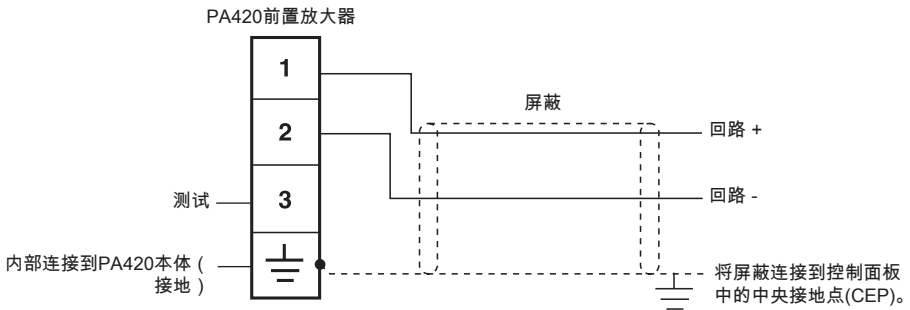 PA420前置放大器
1
屏蔽
回路 +
2
回路 -
测试
3
内部连接到PA420本体 (
接地 )
将屏蔽连接到控制面板
中的中央接地点(CEP)。